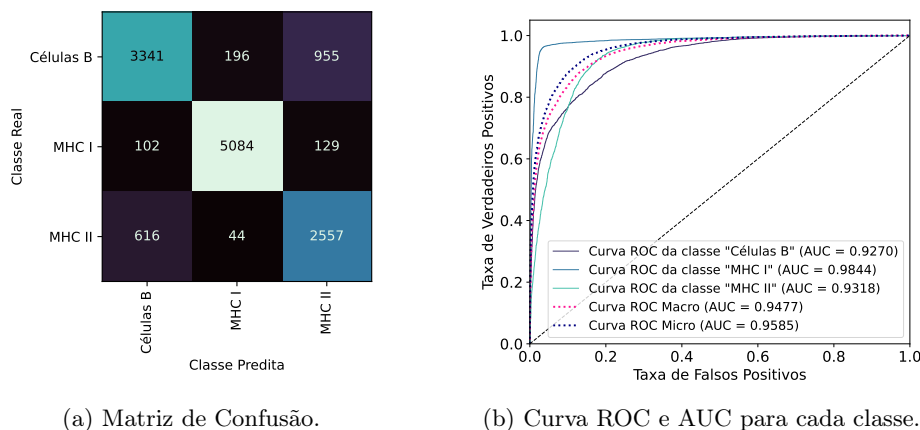 Classe Real
Células B
MHC I
MHC II
3341 196 955
102 5084 129
616 44 2557
Células B
MHC I
MHC II
Classe Predita
(a) Matriz de Confusão.
Taxa de Verdadeiros Positivos
1.0
0.8
0.6
0.4
0.2
0.0
Curva ROC da classe "Células B" (AUC = 0.9270)
Curva ROC da classe "MHC I" (AUC = 0.9844)
Curva ROC da classe "MHC II" (AUC = 0.9318)
Curva ROC Macro (AUC = 0.9477)
Curva ROC Micro (AUC = 0.9585)
0.0 0.2 0.4 0.6 0.8 1.0
Taxa de Falsos Positivos
(b) Curva ROC e AUC para cada classe.